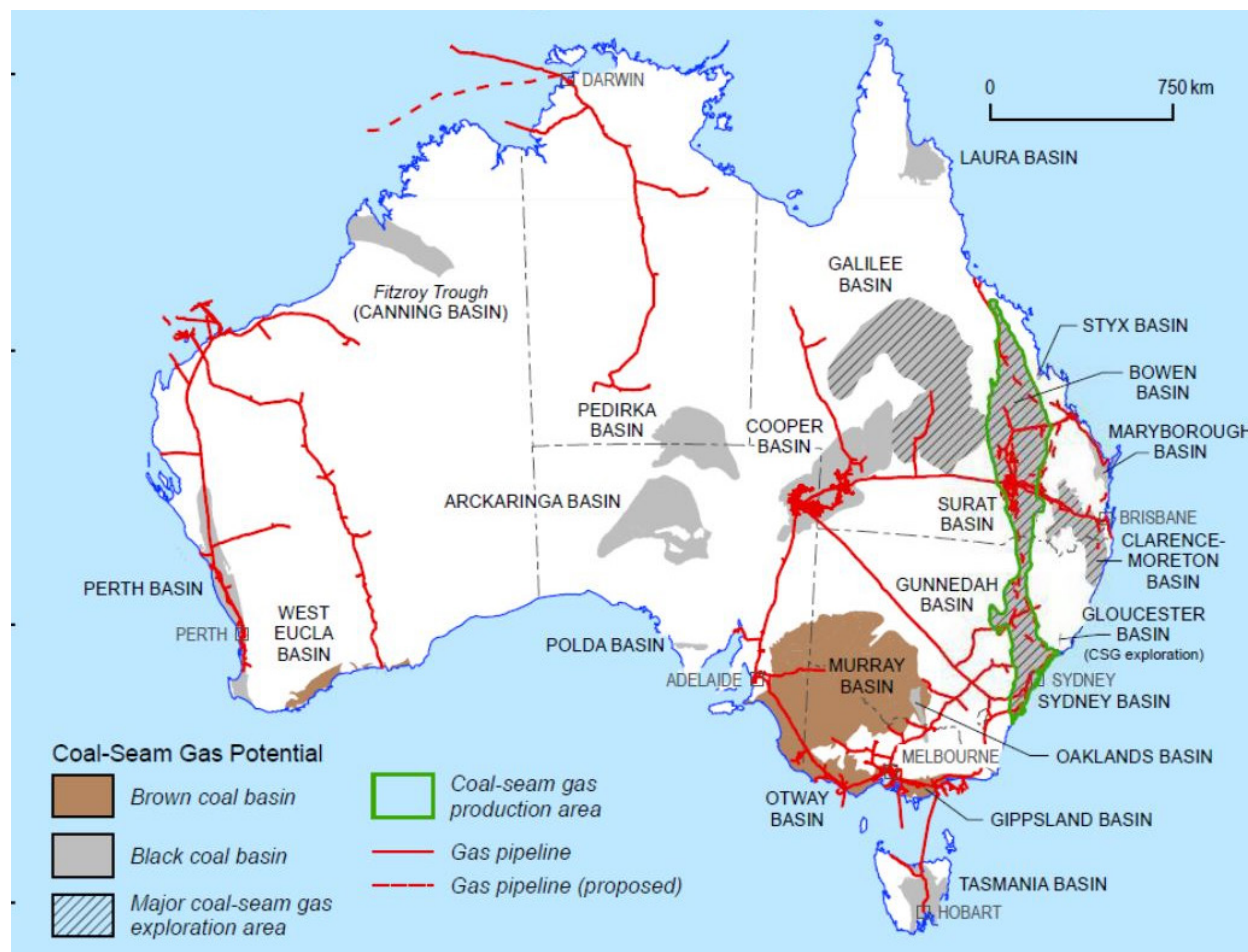 DARWIN
0
750 km
LAURA BASIN
GALILEE
BASIN
Fitzroy Trough
(CANNING BASIN)
STYX BASIN
BOWEN
BASIN
PEDIRKA
BASIN
COOPER
BASIN
MARYBOROUGH
BASIN
ARCKARINGA BASIN
SURAT
BASIN
BRISBANE
CLARENCE-
MORETON
BASIN
PERTH BASIN
GUNNEDAH
BASIN
WEST
EUCLA
BASIN
PERTH
GLOUCESTER
BASIN
(CSG exploration)
POLDA BASIN
MURRAY
BASIN
ADELAIDE
SYDNEY
SYDNEY BASIN
MELBOURNE
OAKLANDS BASIN
OTWAY
BASIN
GIPPSLAND BASIN
TASMANIA BASIN
HOBART
Coal-Seam Gas Potential
Brown coal basin
Black coal basin
Major coal-seam gas
exploration area
Coal-seam gas
production area
Gas pipeline
Gas pipeline (proposed)